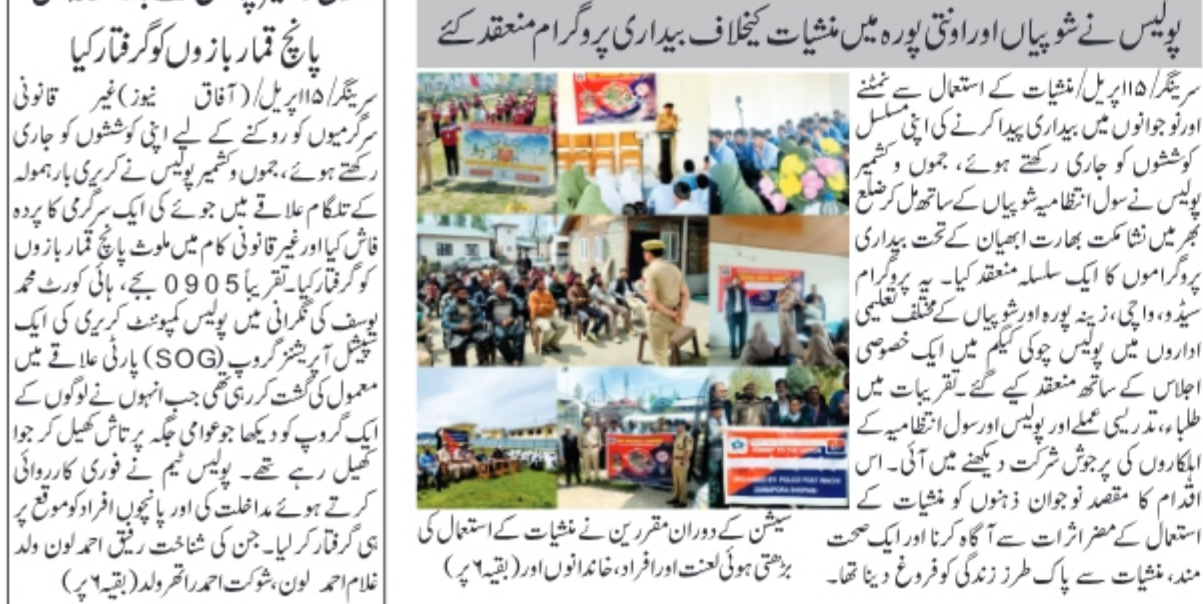 پولیس نے شوپیاں اور اونتی پورہ میں منشیات کیخلاف بیداری پروگرام منعقد کئے
سرینگر/۱۵اپریل/منشیات کے استعمال سے نمٹنے
اورنوجوانوں میں بیداری پیدا کرنے کی اپنی مسلسل
کوششوں کو جاری رکھتے ہوئے، جموں و کشمیر
پولیس نے سول انتظامیہ شوپیاں کے ساتھ مل کر ضلع
بھر میں نشا مکت بھارت ابھیان کے تحت بیداری
پروگراموں کا ایک سلسلہ منعقد کیا۔ یہ پروگرام
سیڈو، واچی، زینہ پورہ اور شوپیاں کے مختلف تعلیمی
اداروں میں پولیس چوکی کیگم میں ایک خصوصی
اجلاس کے ساتھ منعقد کیے گئے۔ تقریبات میں
طلباء، تدریسی عملے اور پولیس اور سول انتظامیہ کے
اہلکاروں کی پرجوش شرکت دیکھنے میں آئی۔ اس
اقدام کا مقصد نوجوان ذہنوں کو منشیات کے
استعمال کے مضر اثرات سے آگاہ کرنا اور ایک صحت
مند، منشیات سے پاک طرز زندگی کو فروغ دینا تھا۔
سیشن کے دوران مقررین نے منشیات کے استعمال کی
بڑھتی ہوئی لعنت اور افراد، خاندانوں اور (بقیہ ۶ پر)
پانچ قمار بازوں کو گرفتار کیا
سرینگر/۱۵اپریل/(آفاق نیوز) غیر قانونی
سرگرمیوں کو روکنے کے لیے اپنی کوششوں کو جاری
رکھتے ہوئے، جموں و کشمیر پولیس نے کریری بارہمولہ
کے تلگام علاقے میں جوئے کی ایک سرگرمی کا پردہ
فاش کیا اور غیر قانونی کام میں ملوث پانچ قمار بازوں
کو گرفتار کیا۔ تقریباً 0905 بجے، ہائی کورٹ محمد
یوسف کی نگرانی میں پولیس کمپوننٹ کریری کی ایک
سپیشل آپریشنز گروپ (SOG) پارٹی علاقے میں
معمول کی گشت کر رہی تھی جب انہوں نے لوگوں کے
ایک گروپ کو دیکھا جو عوامی جگہ پر تاش کھیل کر جوا
کھیل رہے تھے۔ پولیس ٹیم نے فوری کارروائی
کرتے ہوئے مداخلت کی اور پانچوں افراد کو موقع پر
ہی گرفتار کر لیا۔ جن کی شناخت رفیق احمد لون ولد
غلام احمد لون، شوکت احمد راتھر ولد (بقیہ ۶ پر)